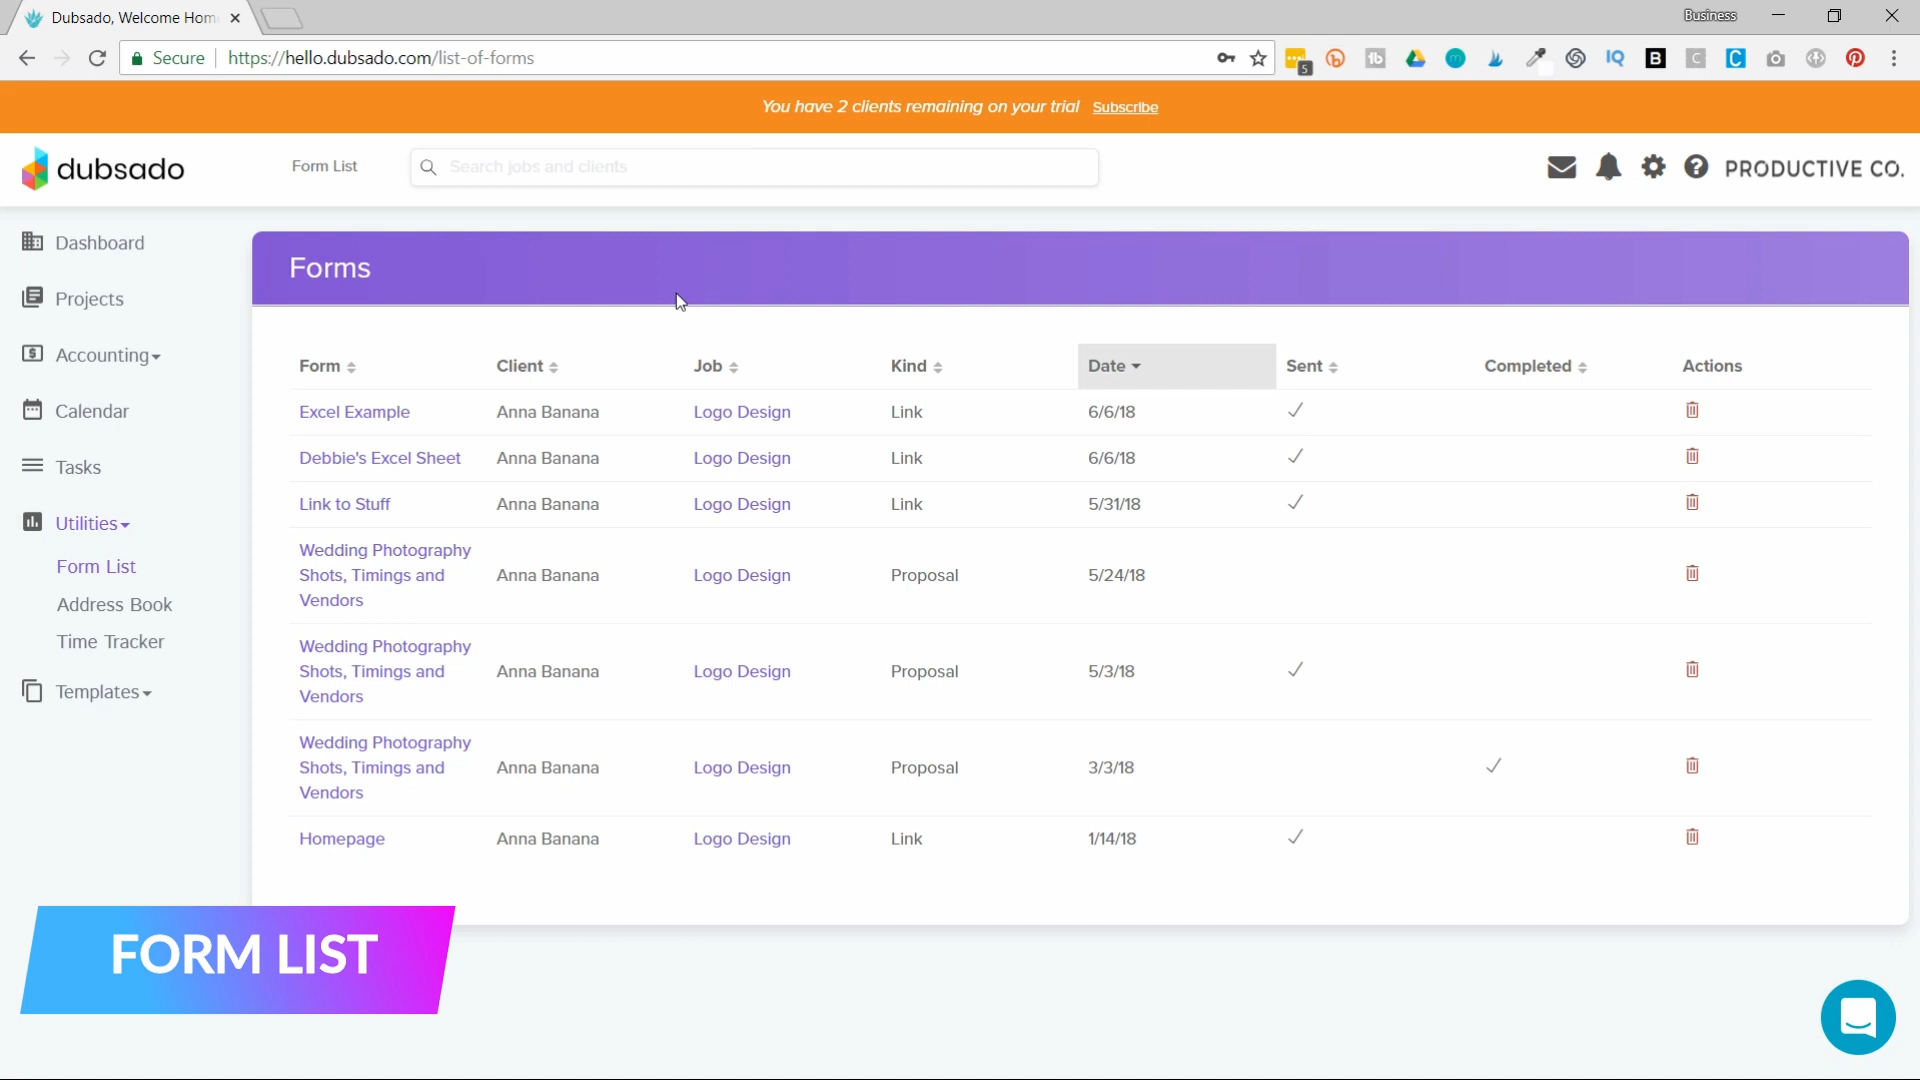 Dubsado, Welcome Hom
Business
Secure
https://hello.dubsado.com/list-of-forms
5
You have 2 clients remaining on your trial Subscribe
dubsado
Form List
Search jobs and clients
PRODUCTIVE CO.
Dashboard
Projects
Accounting
Calendar
Tasks
Utilities
Form List
Address Book
Time Tracker
Templates
Forms
Form Client Job Kind Date Sent Completed Actions
Excel Example Anna Banana Logo Design Link 6/6/18
Debbie's Excel Sheet Anna Banana Logo Design Link 6/6/18
Link to Stuff Anna Banana Logo Design Link 5/31/18
Wedding Photography
Shots, Timings and Anna Banana Logo Design Proposal 5/24/18
Vendors
Wedding Photography
Shots, Timings and Anna Banana Logo Design Proposal 5/3/18
Vendors
Wedding Photography
Shots, Timings and Anna Banana Logo Design Proposal 3/3/18
Vendors
Homepage Anna Banana Logo Design Link 1/14/18
FORM LIST